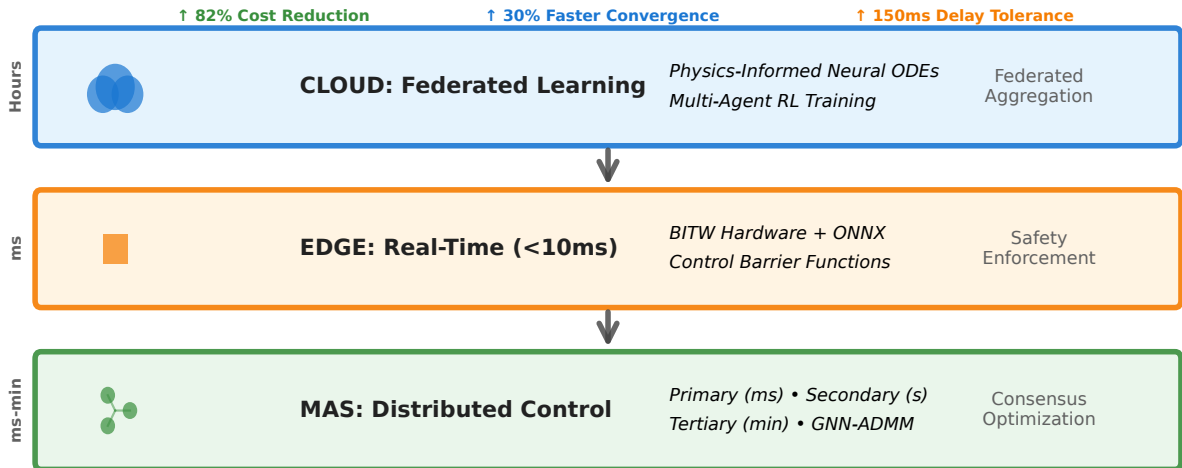 ↑ 82% Cost Reduction
↑ 30% Faster Convergence
↑ 150ms Delay Tolerance
Hours
CLOUD: Federated Learning
Physics-Informed Neural ODEs
Multi-Agent RL Training
Federated
Aggregation
ms
EDGE: Real-Time (<10ms)
BITW Hardware + ONNX
Control Barrier Functions
Safety
Enforcement
ms-min
MAS: Distributed Control
Primary (ms) • Secondary (s)
Tertiary (min) • GNN-ADMM
Consensus
Optimization